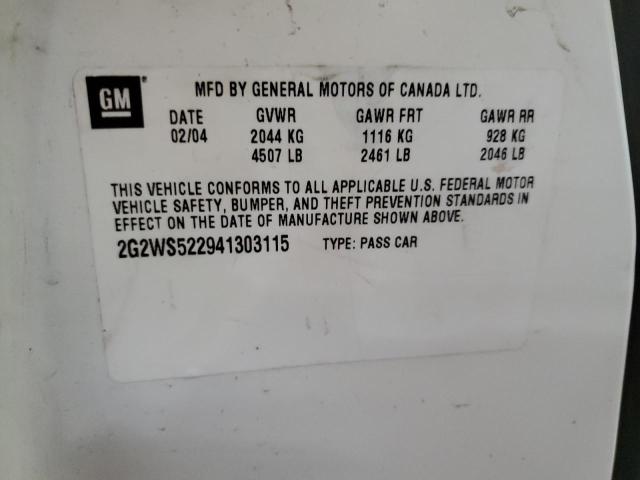 GM
MFD BY GENERAL MOTORS OF CANADA LTD.
DATE GVWR GAWR FRT GAWR RR
02/04 2044 KG 1116 KG 928 KG
4507 LB 2461 LB 2046 LB
THIS VEHICLE CONFORMS TO ALL APPLICABLE U.S. FEDERAL MOTOR
VEHICLE SAFETY, BUMPER, AND THEFT PREVENTION STANDARDS IN
EFFECT ON THE DATE OF MANUFACTURE SHOWN ABOVE.
2G2WS522941303115 TYPE: PASS CAR